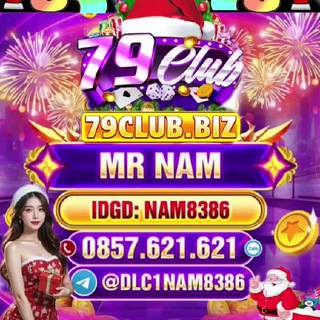 79 Club
79CLUB.BIZ
MR NAM
IDGD: NAM8386
0857.621.621
@DLC1NAM8386